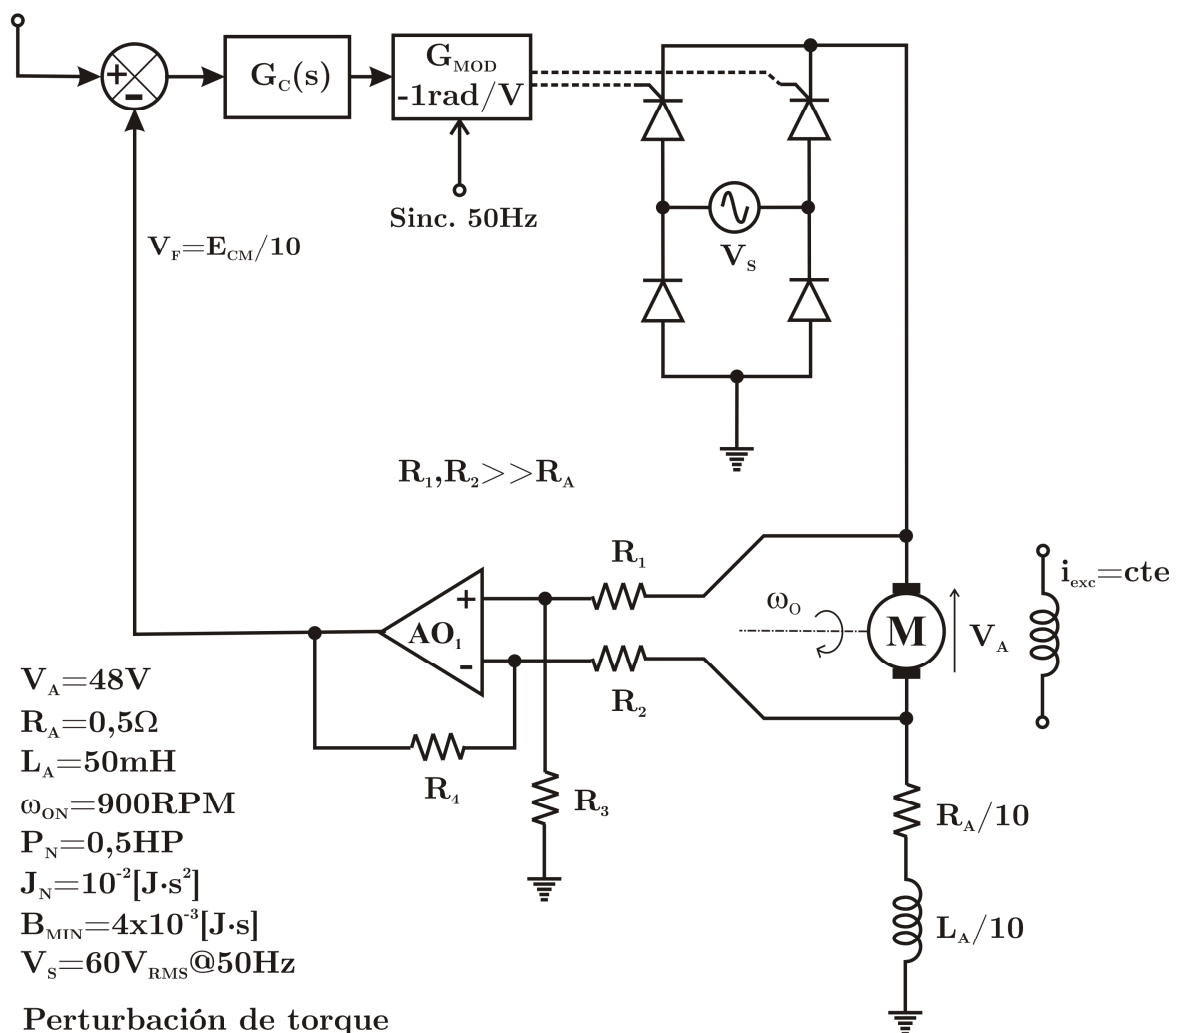 +
-
G_C(s)
G_MOD
-1rad/V
Sinc. 50Hz
V_F=E_CM/10
V_S
R_1,R_2>>R_A
R_1
+
AO_1
-
R_2
R_4
R_3
ω_O
M
V_A
i_exc=cte
R_A/10
L_A/10
V_A=48V
R_A=0,5Ω
L_A=50mH
ω_ON=900RPM
P_N=0,5HP
J_N=10^-2[J·s^2]
B_MIN=4x10^-3[J·s]
V_S=60V_RMS@50Hz
Perturbación de torque